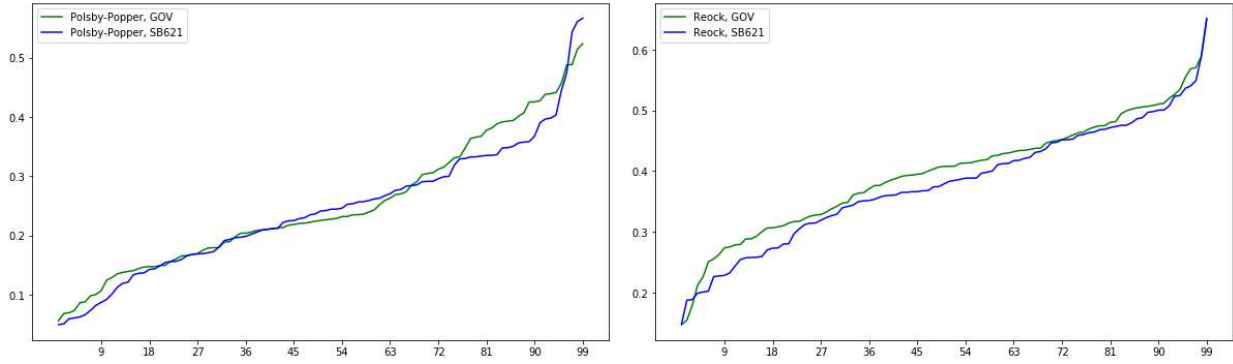 Polsby-Popper, GOV
Polsby-Popper, SB621
0.5
0.4
0.3
0.2
0.1
9 18 27 36 45 54 63 72 81 90 99
Reock, GOV
Reock, SB621
0.6
0.5
0.4
0.3
0.2
9 18 27 36 45 54 63 72 81 90 99